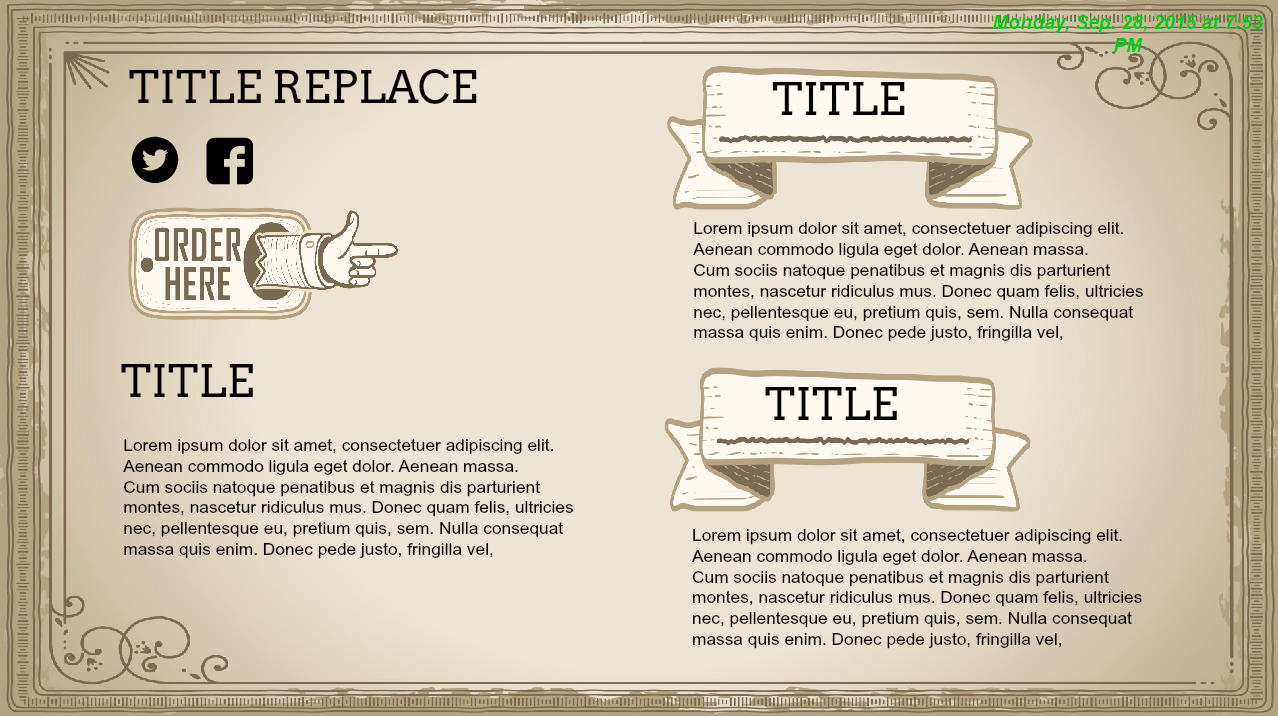 Monday, Sep. 28, 2015 at 7:53
PM
TITLE REPLACE
ORDER
HERE
TITLE
Lorem ipsum dolor sit amet, consectetuer adipiscing elit.
Aenean commodo ligula eget dolor. Aenean massa.
Cum sociis natoque penatibus et magnis dis parturient
montes, nascetur ridiculus mus. Donec quam felis, ultricies
nec, pellentesque eu, pretium quis, sem. Nulla consequat
massa quis enim. Donec pede justo, fringilla vel,
TITLE
Lorem ipsum dolor sit amet, consectetuer adipiscing elit.
Aenean commodo ligula eget dolor. Aenean massa.
Cum sociis natoque penatibus et magnis dis parturient
montes, nascetur ridiculus mus. Donec quam felis, ultricies
nec, pellentesque eu, pretium quis, sem. Nulla consequat
massa quis enim. Donec pede justo, fringilla vel,
TITLE
Lorem ipsum dolor sit amet, consectetuer adipiscing elit.
Aenean commodo ligula eget dolor. Aenean massa.
Cum sociis natoque penatibus et magnis dis parturient
montes, nascetur ridiculus mus. Donec quam felis, ultricies
nec, pellentesque eu, pretium quis, sem. Nulla consequat
massa quis enim. Donec pede justo, fringilla vel,